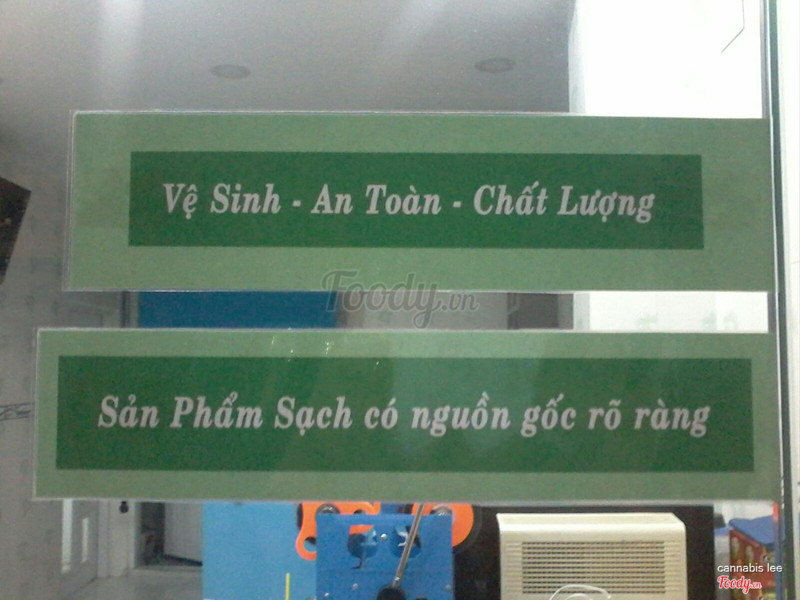 Vệ Sinh - An Toàn - Chất Lượng
Foody.vn
Sản Phẩm Sạch có nguồn gốc rõ ràng
cannabis lee
Foody.vn